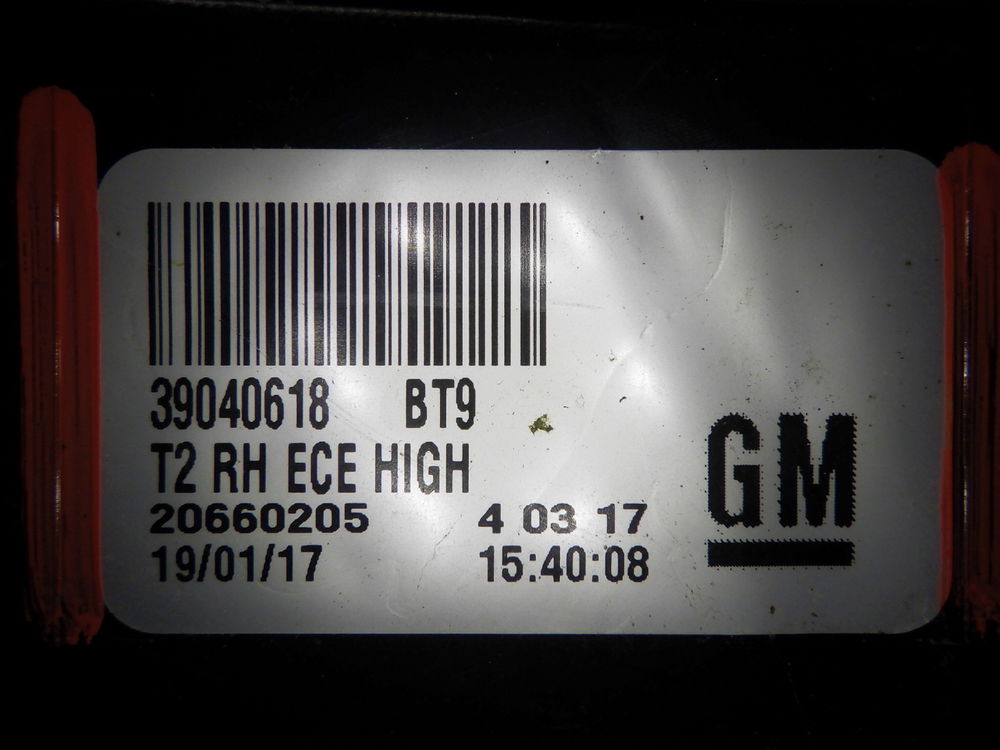 39040618 BT9
T2 RH ECE HIGH
20660205 4 03 17
19/01/17 15:40:08
GM